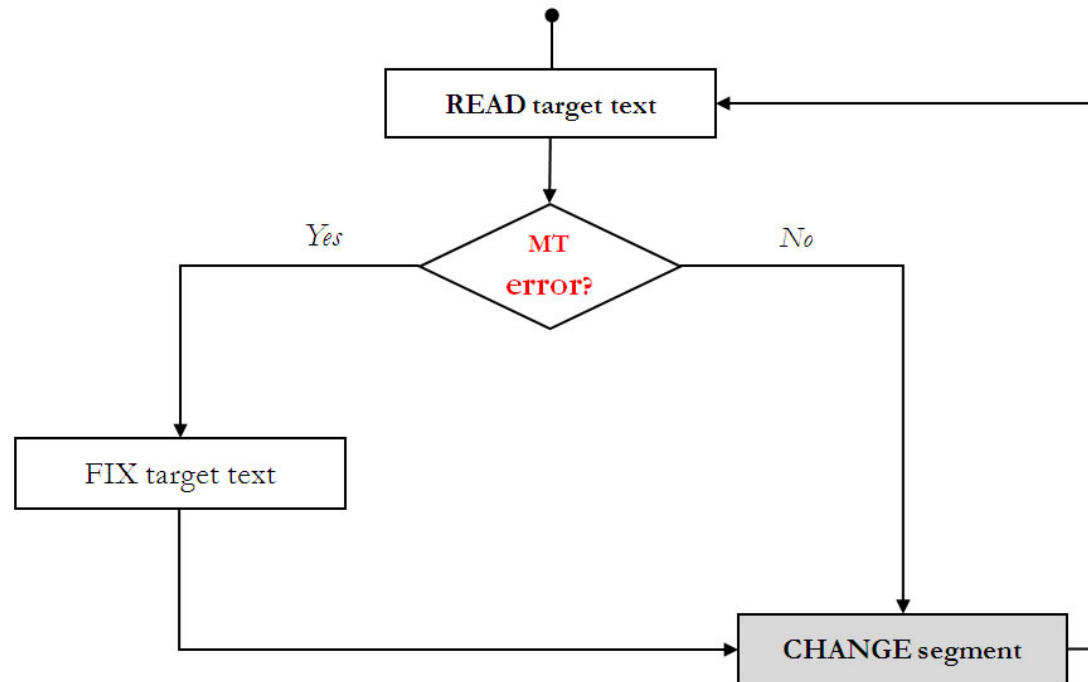 READ target text
Yes
MT
error?
No
FIX target text
CHANGE segment